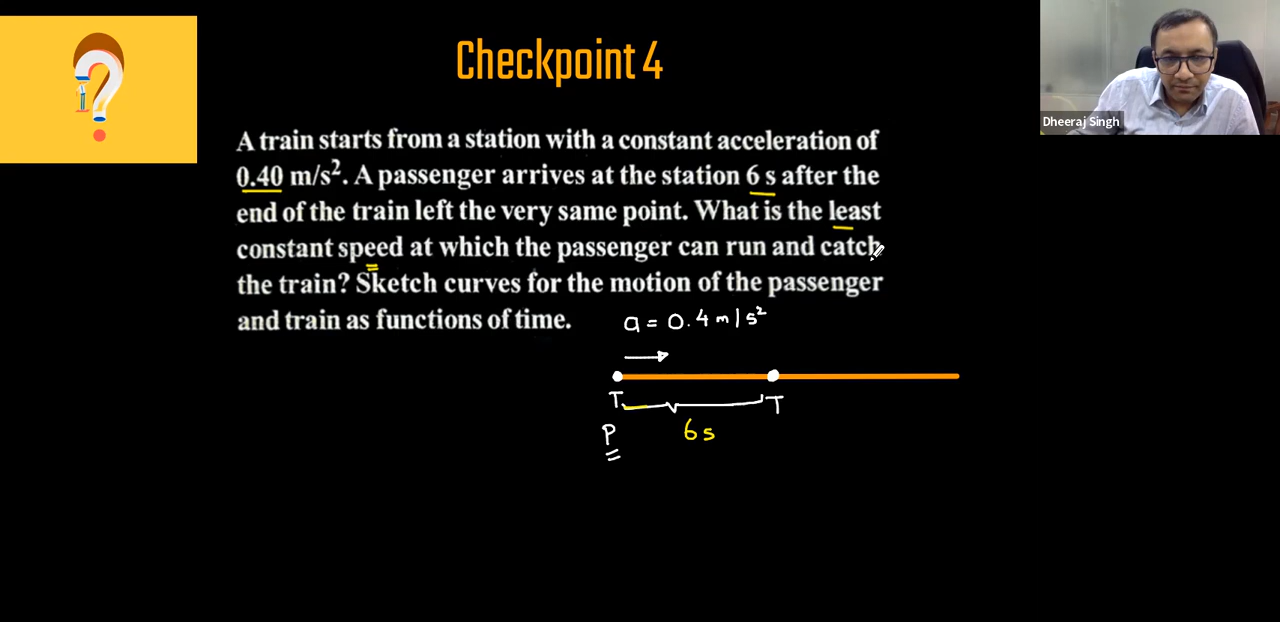 Checkpoint 4
Dheeraj Singh
A train starts from a station with a constant acceleration of
0.40 m/s². A passenger arrives at the station 6 s after the
end of the train left the very same point. What is the least
constant speed at which the passenger can run and catch
the train? Sketch curves for the motion of the passenger
and train as functions of time.
a = 0.4 m/s²
T T
6s
P